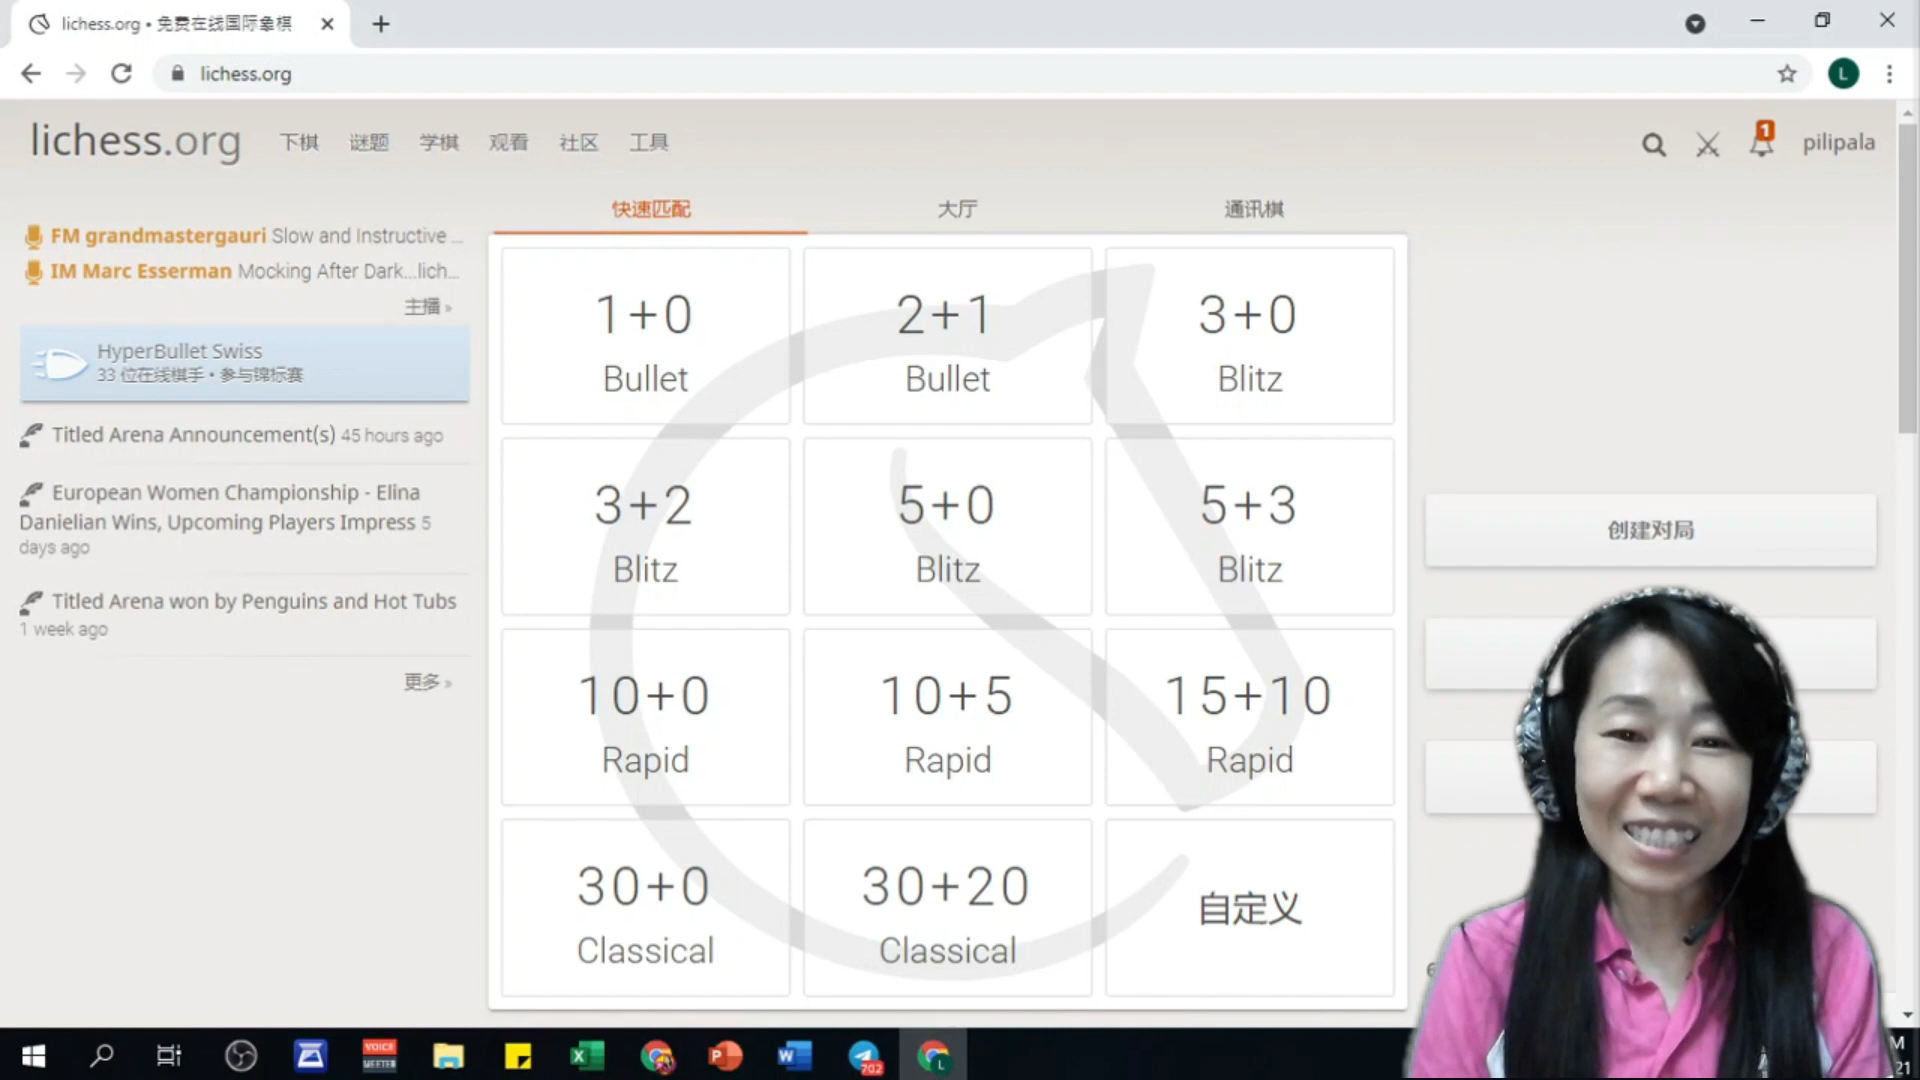 lichess.org • 免费在线国际象棋
lichess.org
L
lichess.org 下棋 谜题 学棋 观看 社区 工具
1
pilipala
快速匹配 大厅 通讯棋
FM grandmastergauri Slow and Instructive ...
IM Marc Esserman Mocking After Dark...lich...
主播 »
HyperBullet Swiss
33 位在线棋手 • 参与锦标赛
Titled Arena Announcement(s) 45 hours ago
European Women Championship - Elina
Danielian Wins, Upcoming Players Impress 5
days ago
Titled Arena won by Penguins and Hot Tubs
1 week ago
更多 »
1+0
Bullet
2+1
Bullet
3+0
Blitz
3+2
Blitz
5+0
Blitz
5+3
Blitz
10+0
Rapid
10+5
Rapid
15+10
Rapid
30+0
Classical
30+20
Classical
自定义
创建对局
VOICE
MEETER
X
P
W
702
L
M
21